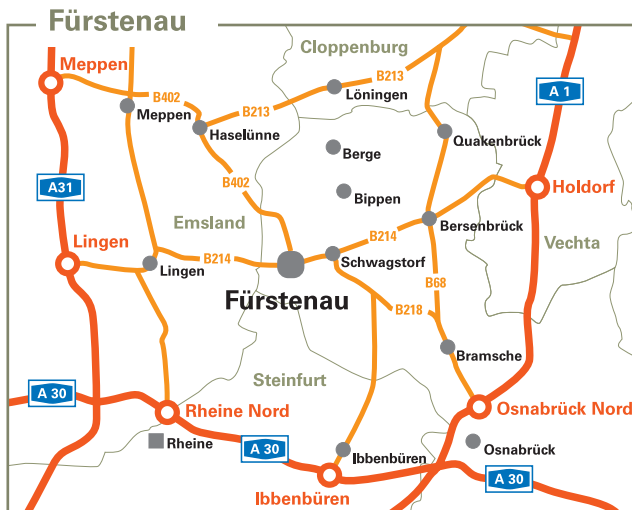 Fürstenau
Cloppenburg
Meppen
B402
B213
B213
Löningen
A 1
Meppen
Haselünne
Quakenbrück
Berge
A31
B402
Bippen
Holdorf
Emsland
Bersenbrück
B214
Vechta
Lingen
Lingen
B214
Schwagstorf
Fürstenau
B68
B218
Bramsche
Steinfurt
A 30
Rheine Nord
Osnabrück Nord
Rheine
A 30
Ibbenbüren
Osnabrück
Ibbenbüren
A 30